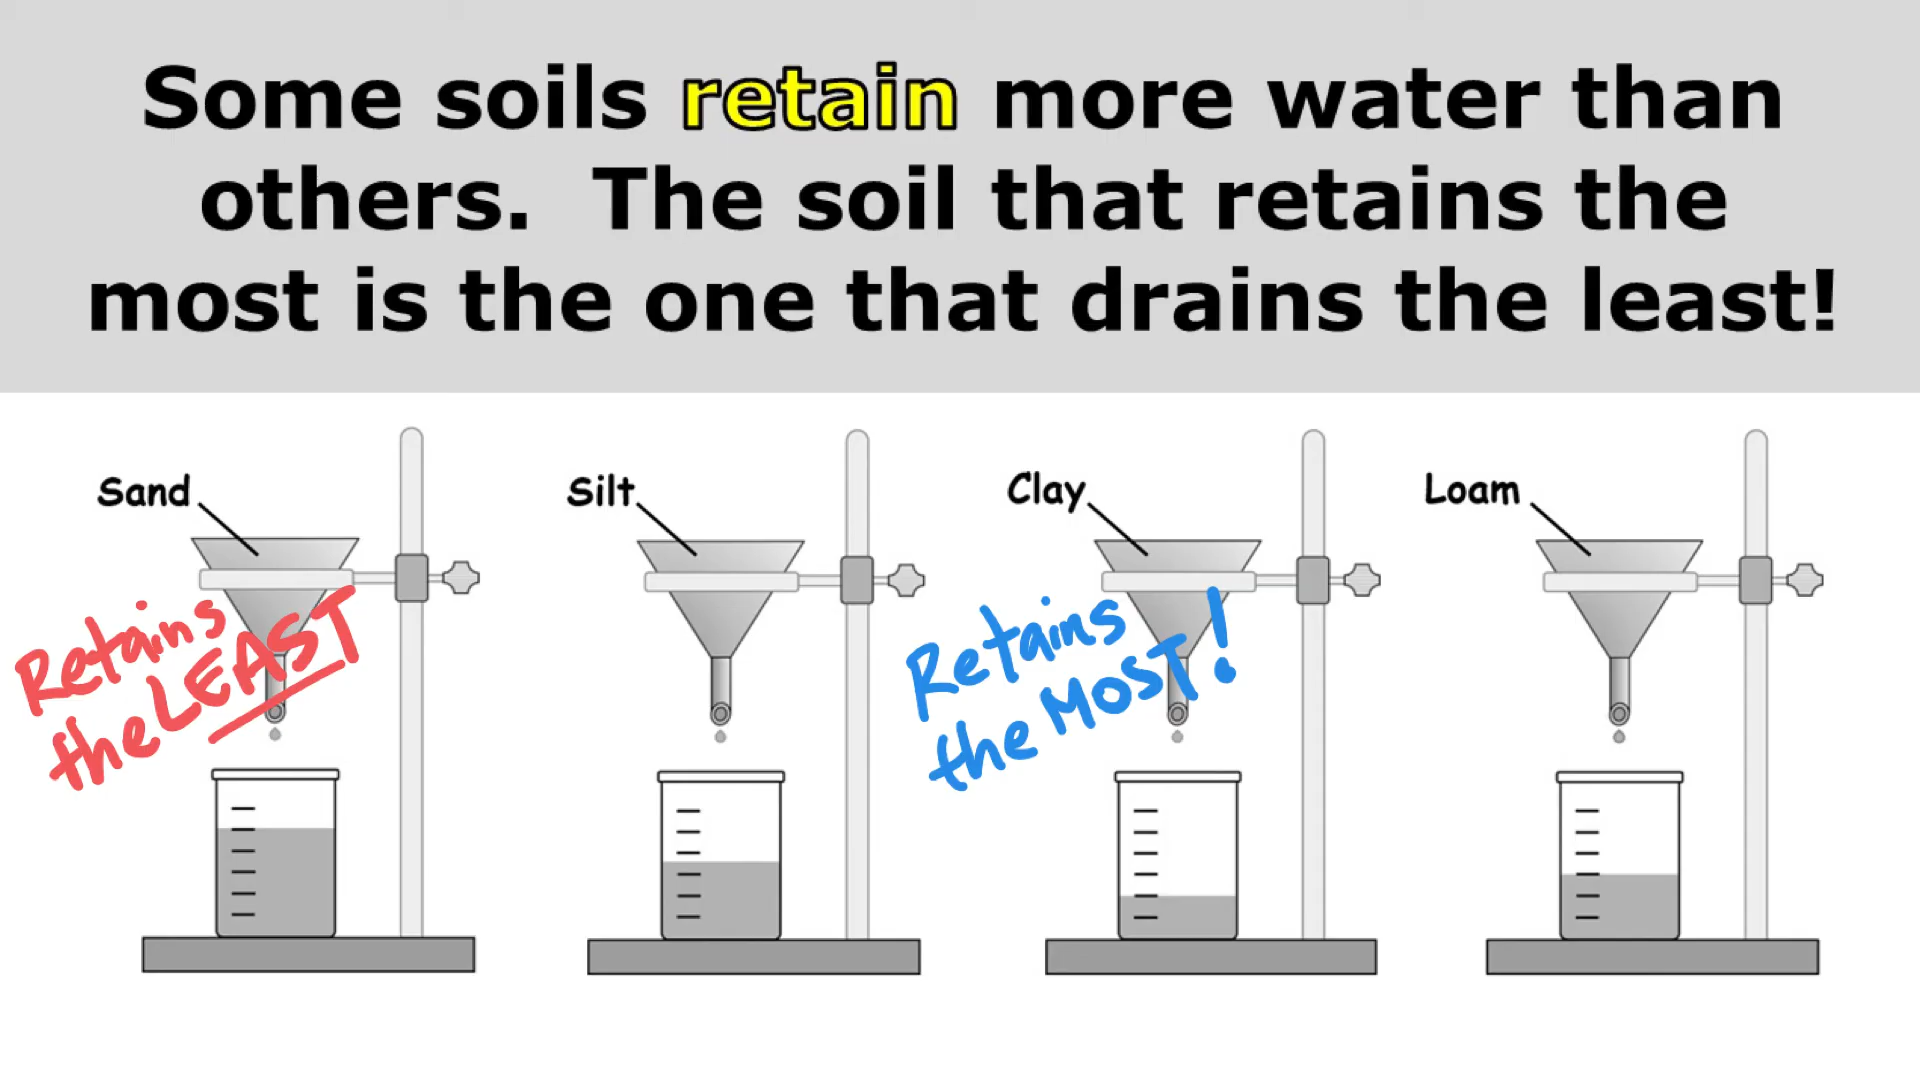 Some soils retain more water than
others. The soil that retains the
most is the one that drains the least!
Sand
Silt
Clay
Loam
Retains
the LEAST
Retains
the MOST!